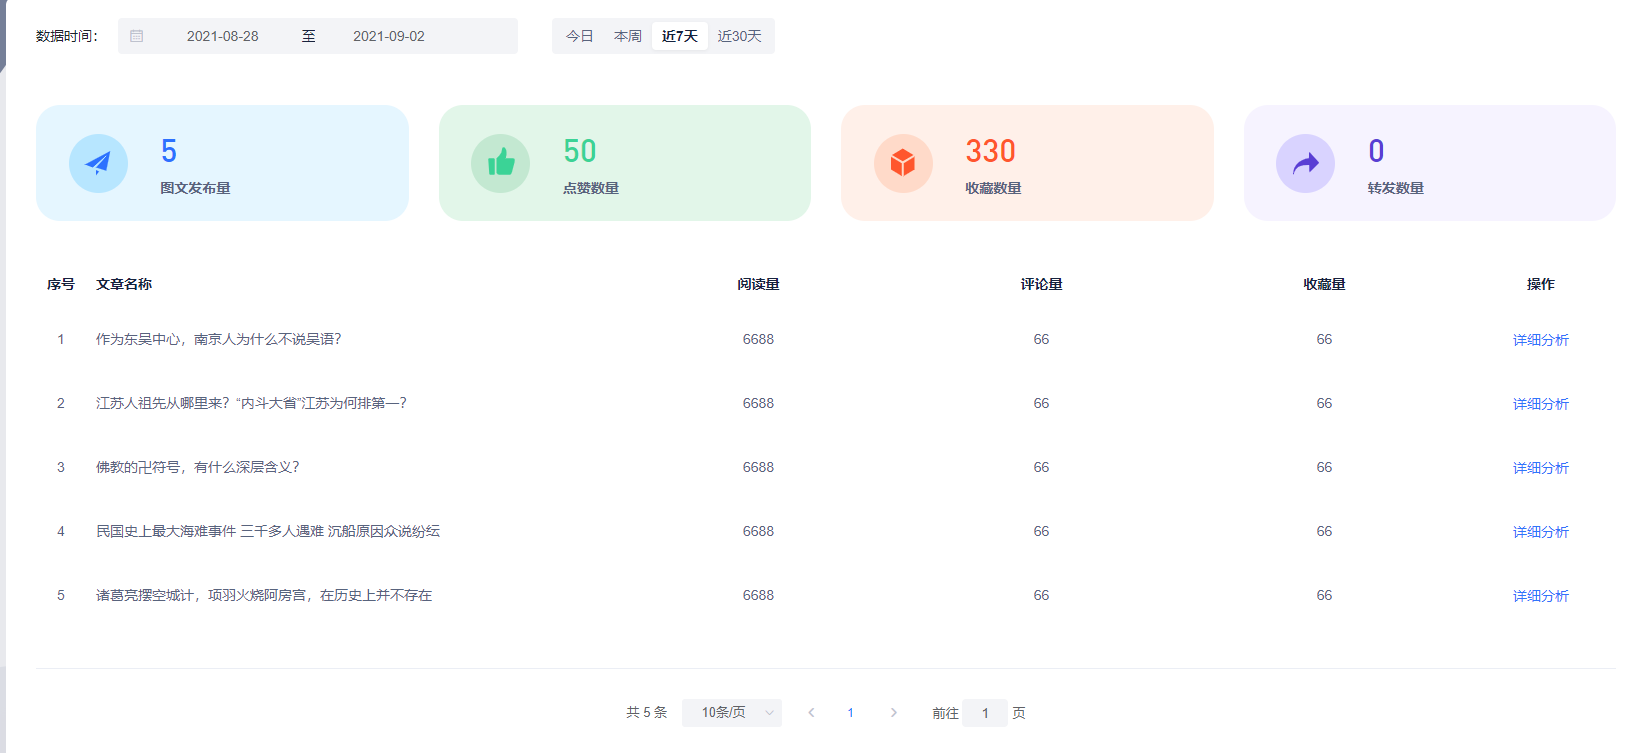 数据时间： 2021-08-28 至 2021-09-02 今日 本周 近7天 近30天
5 50 330 0
图文发布量 点赞数量 收藏数量 转发数量
序号 文章名称 阅读量 评论量 收藏量 操作
1 作为东吴中心，南京人为什么不说吴语？ 6688 66 66 详细分析
2 江苏人祖先从哪里来？“内斗大省”江苏为何排第一？ 6688 66 66 详细分析
3 佛教的卍符号，有什么深层含义？ 6688 66 66 详细分析
4 民国史上最大海难事件 三千多人遇难 沉船原因众说纷纭 6688 66 66 详细分析
5 诸葛亮摆空城计，项羽火烧阿房宫，在历史上并不存在 6688 66 66 详细分析
共 5 条 10条/页 1 前往 1 页